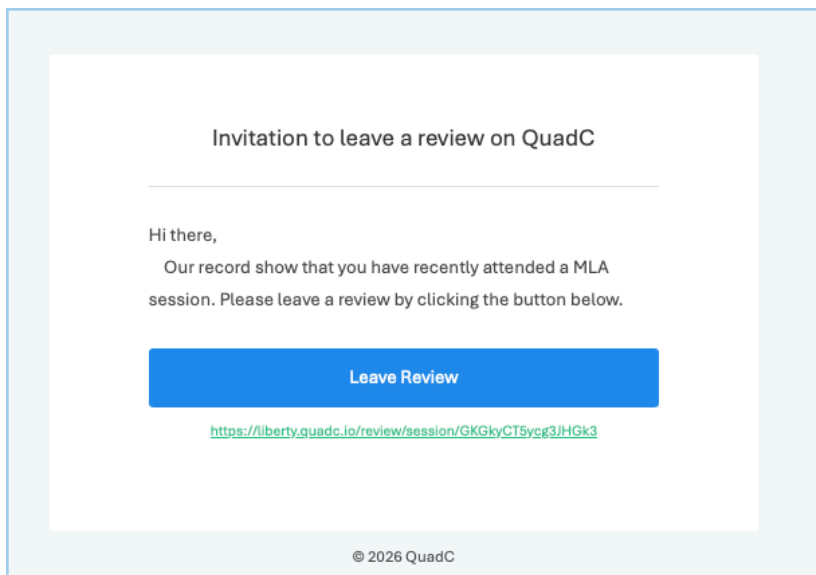 Invitation to leave a review on QuadC
Hi there,
Our record show that you have recently attended a MLA
session. Please leave a review by clicking the button below.
Leave Review
https://liberty.quadc.io/review/session/GKGkyCT5ycg3JHGk3
© 2026 QuadC